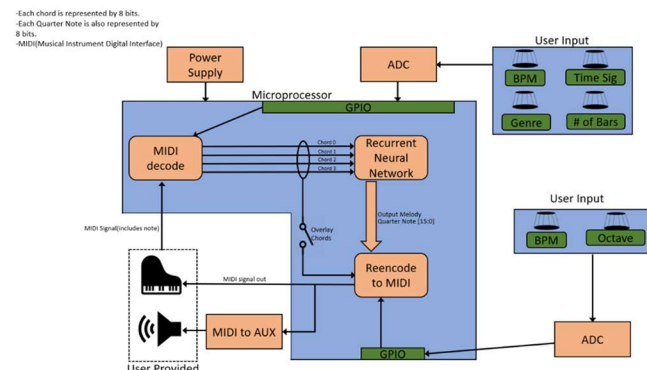 -Each chord is represented by 8 bits.
-Each Quarter Note is also represented by
8 bits.
-MIDI(Musical Instrument Digital Interface)
Power
Supply
ADC
User Input
BPM
Time Sig
Genre
# of Bars
Microprocessor
GPIO
MIDI
decode
Chord 0
Chord 1
Chord 2
Chord 3
Recurrent
Neural
Network
Output Melody
Quarter Note [15:0]
Overlay
Chords
User Input
BPM
Octave
MIDI Signal(includes note)
MIDI signal out
Reencode
to MIDI
MIDI to AUX
GPIO
ADC
User Provided